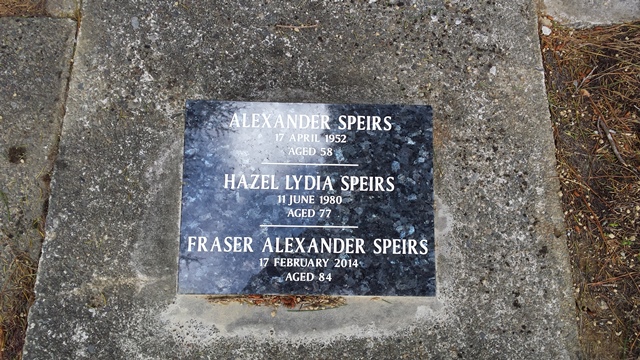 ALEXANDER SPEIRS
17 APRIL 1952
AGED 58
HAZEL LYDIA SPEIRS
11 JUNE 1980
AGED 77
FRASER ALEXANDER SPEIRS
17 FEBRUARY 2014
AGED 84